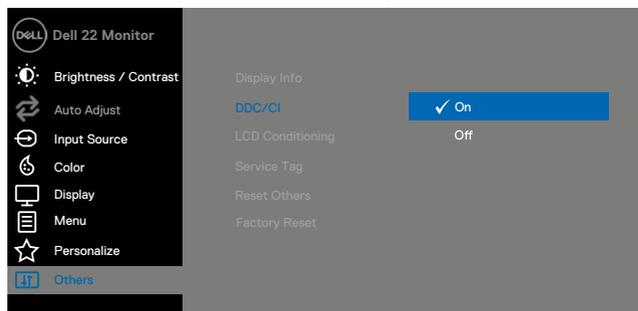 DELL Dell 22 Monitor
Brightness / Contrast
Auto Adjust
Input Source
Color
Display
Menu
Personalize
Others
Display Info
DDC/CI
LCD Conditioning
Service Tag
Reset Others
Factory Reset
On
Off